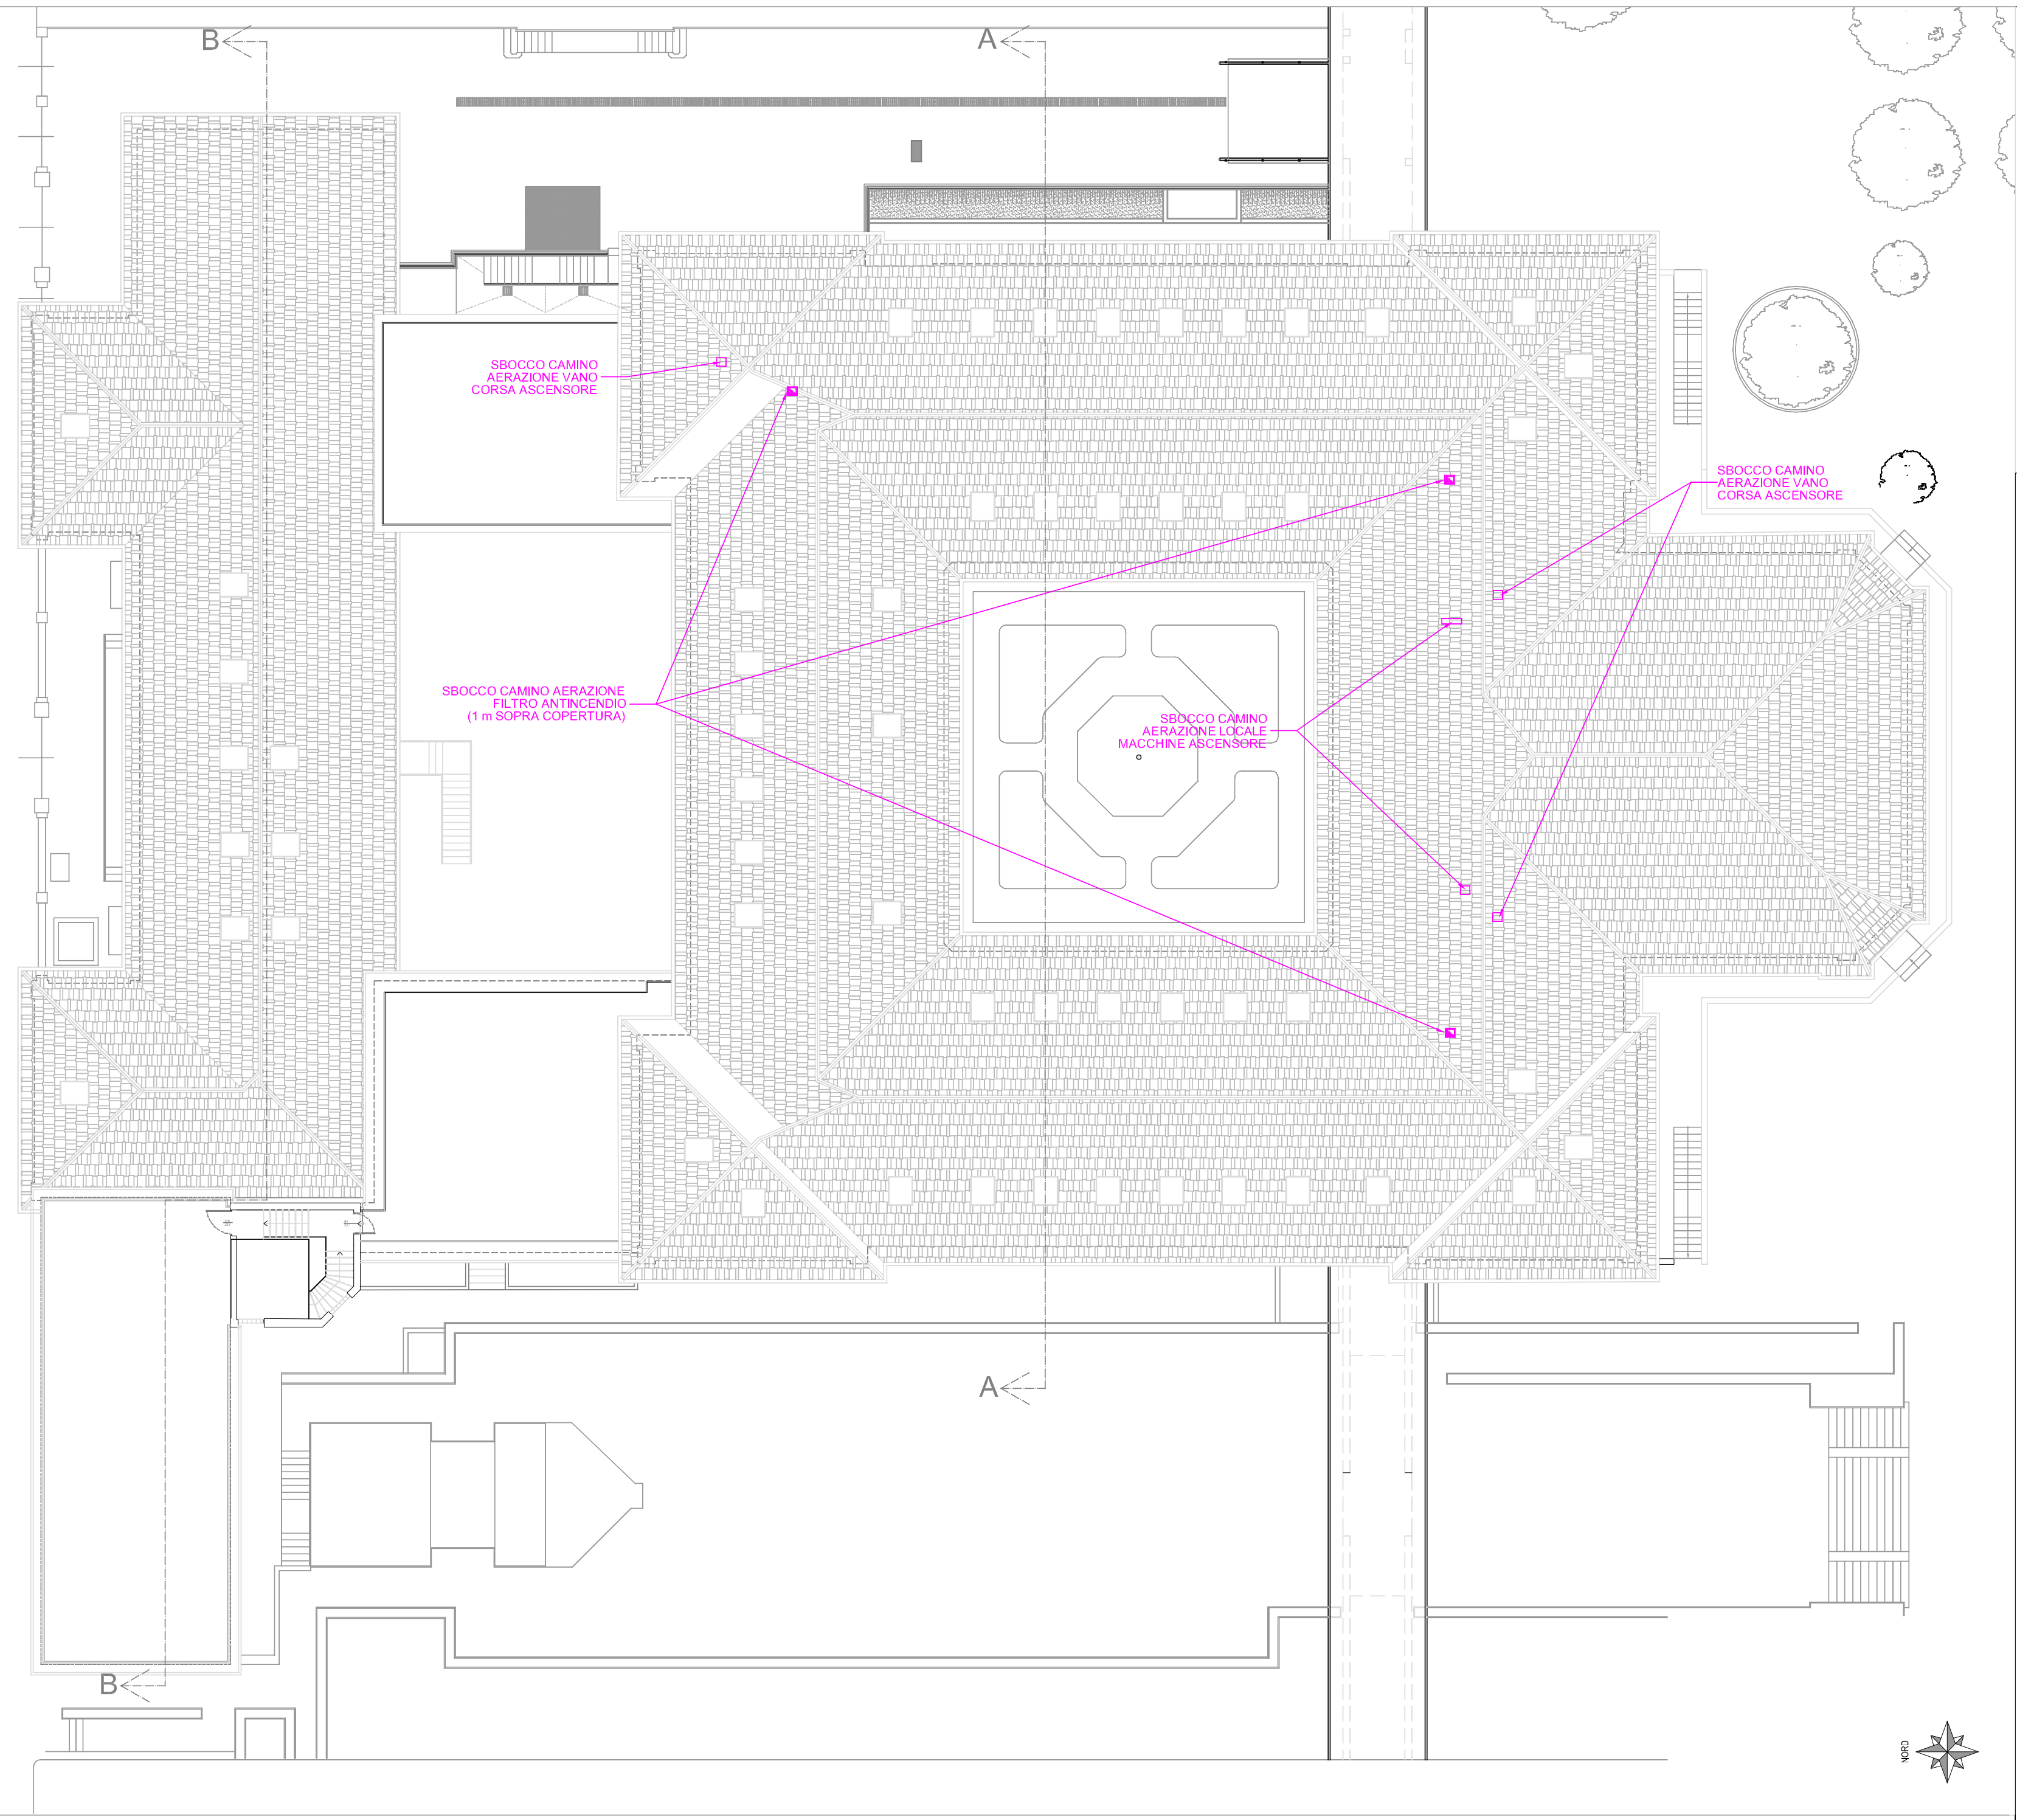 B
A
SBOCCO CAMINO
AERAZIONE VANO
CORSA ASCENSORE
SBOCCO CAMINO
AERAZIONE VANO
CORSA ASCENSORE
SBOCCO CAMINO AERAZIONE
FILTRO ANTINCENDIO
(1 m SOPRA COPERTURA)
SBOCCO CAMINO
AERAZIONE LOCALE
MACCHINE ASCENSORE
A
B
NORD